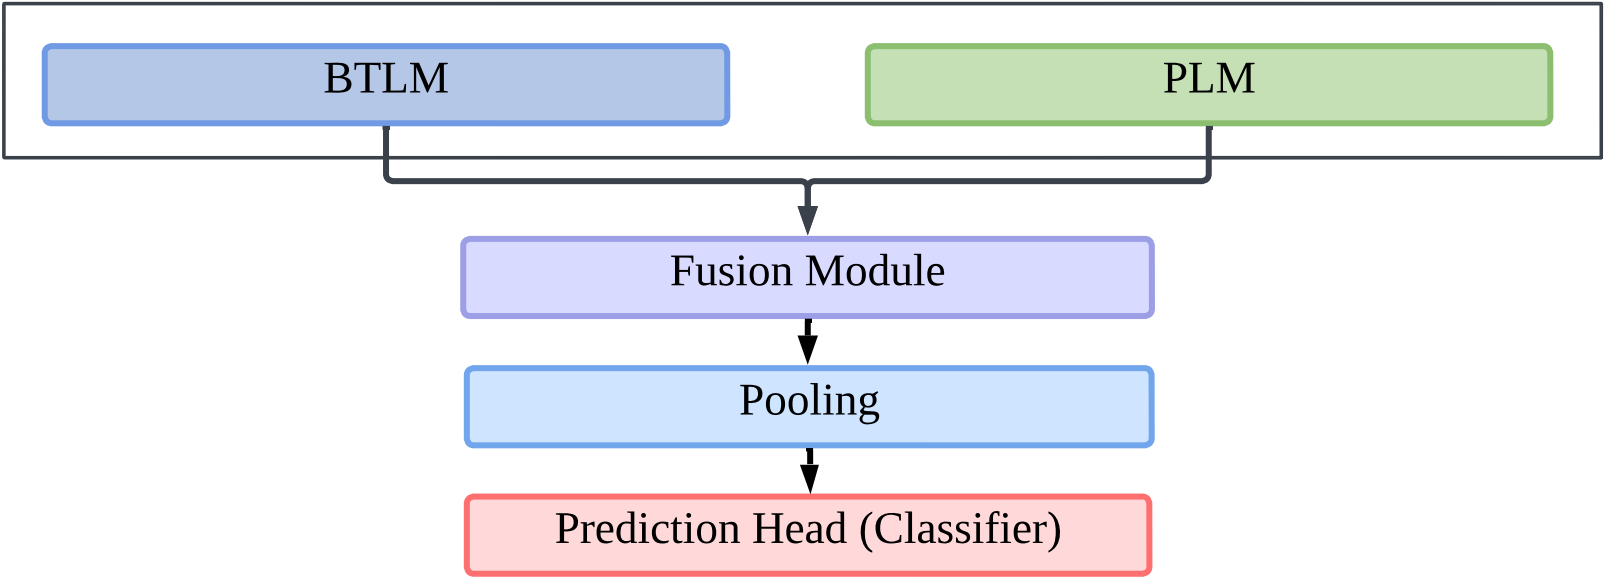 BTLM
PLM
Fusion Module
Pooling
Prediction Head (Classifier)